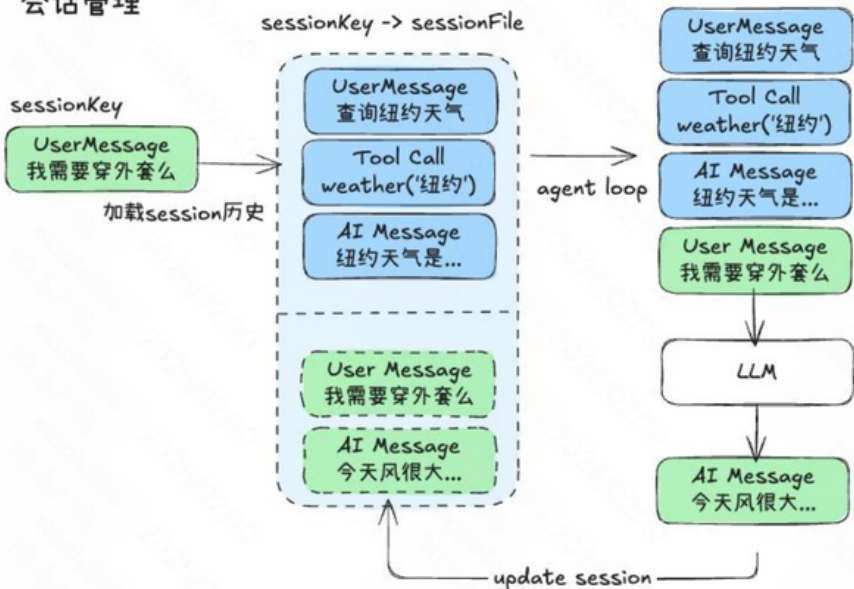 会话管理
sessionKey -> sessionFile
sessionKey
UserMessage
我需要穿外套么
加载session历史
UserMessage
查询纽约天气
Tool Call
weather('纽约')
AI Message
纽约天气是...
User Message
我需要穿外套么
AI Message
今天风很大...
agent loop
UserMessage
查询纽约天气
Tool Call
weather('纽约')
AI Message
纽约天气是...
User Message
我需要穿外套么
LLM
AI Message
今天风很大...
update session